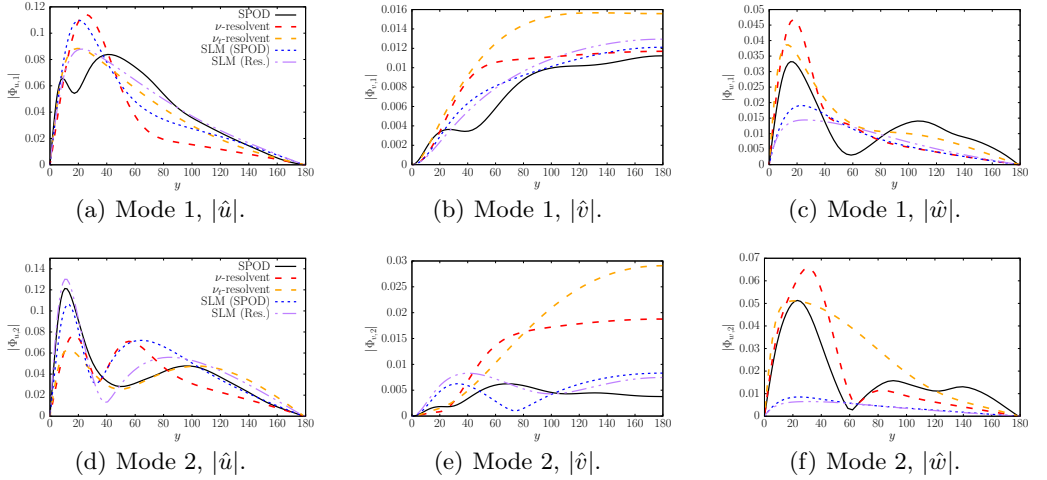 0.14
0.12
0.1
0.08
0.06
0.04
0.02
0
|Φu,1|
SPOD
ν-resolvent
νt-resolvent
SLM (SPOD)
SLM (Res.)
0 20 40 60 80 100 120 140 160 180
y
(a) Mode 1, |û|.
0.016
0.014
0.012
0.01
0.008
0.006
0.004
0.002
0
|Φv,1|
0 20 40 60 80 100 120 140 160 180
y
(b) Mode 1, |v̂|.
0.05
0.045
0.04
0.035
0.03
0.025
0.02
0.015
0.01
0.005
0
|Φw,1|
0 20 40 60 80 100 120 140 160 180
y
(c) Mode 1, |ŵ|.
0.14
0.12
0.1
0.08
0.06
0.04
0.02
0
|Φu,2|
SPOD
ν-resolvent
νt-resolvent
SLM (SPOD)
SLM (Res.)
0 20 40 60 80 100 120 140 160 180
y
(d) Mode 2, |û|.
0.03
0.025
0.02
0.015
0.01
0.005
0
|Φv,2|
0 20 40 60 80 100 120 140 160 180
y
(e) Mode 2, |v̂|.
0.07
0.06
0.05
0.04
0.03
0.02
0.01
0
|Φw,2|
0 20 40 60 80 100 120 140 160 180
y
(f) Mode 2, |ŵ|.